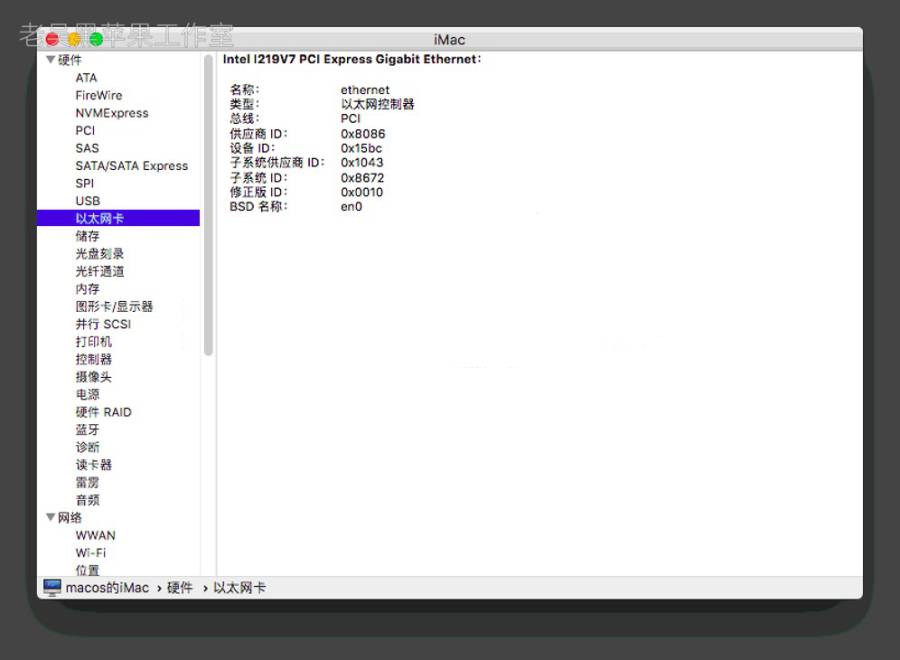 老吴黑苹果工作室
iMac
硬件
ATA
FireWire
NVMExpress
PCI
SAS
SATA/SATA Express
SPI
USB
以太网卡
储存
光盘刻录
光纤通道
内存
图形卡/显示器
并行 SCSI
打印机
控制器
摄像头
电源
硬件 RAID
蓝牙
诊断
读卡器
雷雳
音频
网络
WWAN
Wi-Fi
位置
Intel I219V7 PCI Express Gigabit Ethernet:
名称: ethernet
类型: 以太网控制器
总线: PCI
供应商 ID: 0x8086
设备 ID: 0x15bc
子系统供应商 ID: 0x1043
子系统 ID: 0x8672
修正版 ID: 0x0010
BSD 名称: en0
macos的iMac › 硬件 › 以太网卡